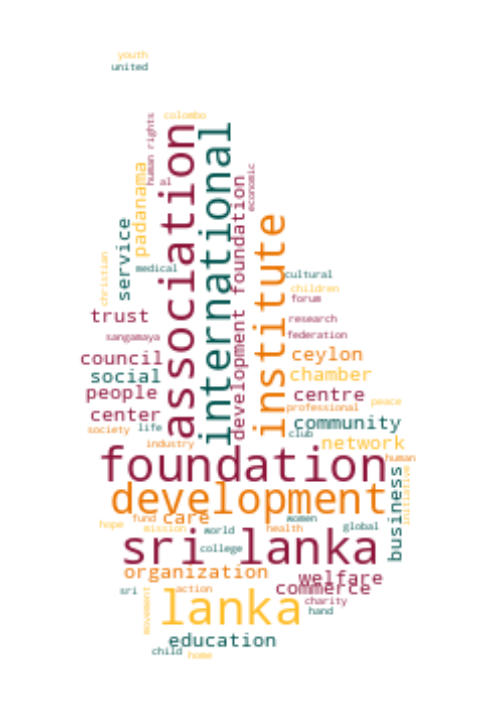 youth
united
colombo
human rights
al
association
international
padanama
economic
development foundation
institute
service
christian
medical
cultural
children
forum
trust
research
sangamaya
federation
council
ceylon
social
chamber
people
centre
peace
center
professional
society
life
community
club
industry
network
foundation
human
development
business
initiative
hope
fund
care
mission
women
world
health
global
sri lanka
college
organization
welfare
sri
action
commerce
movement
lanka
charity
hand
education
child
home